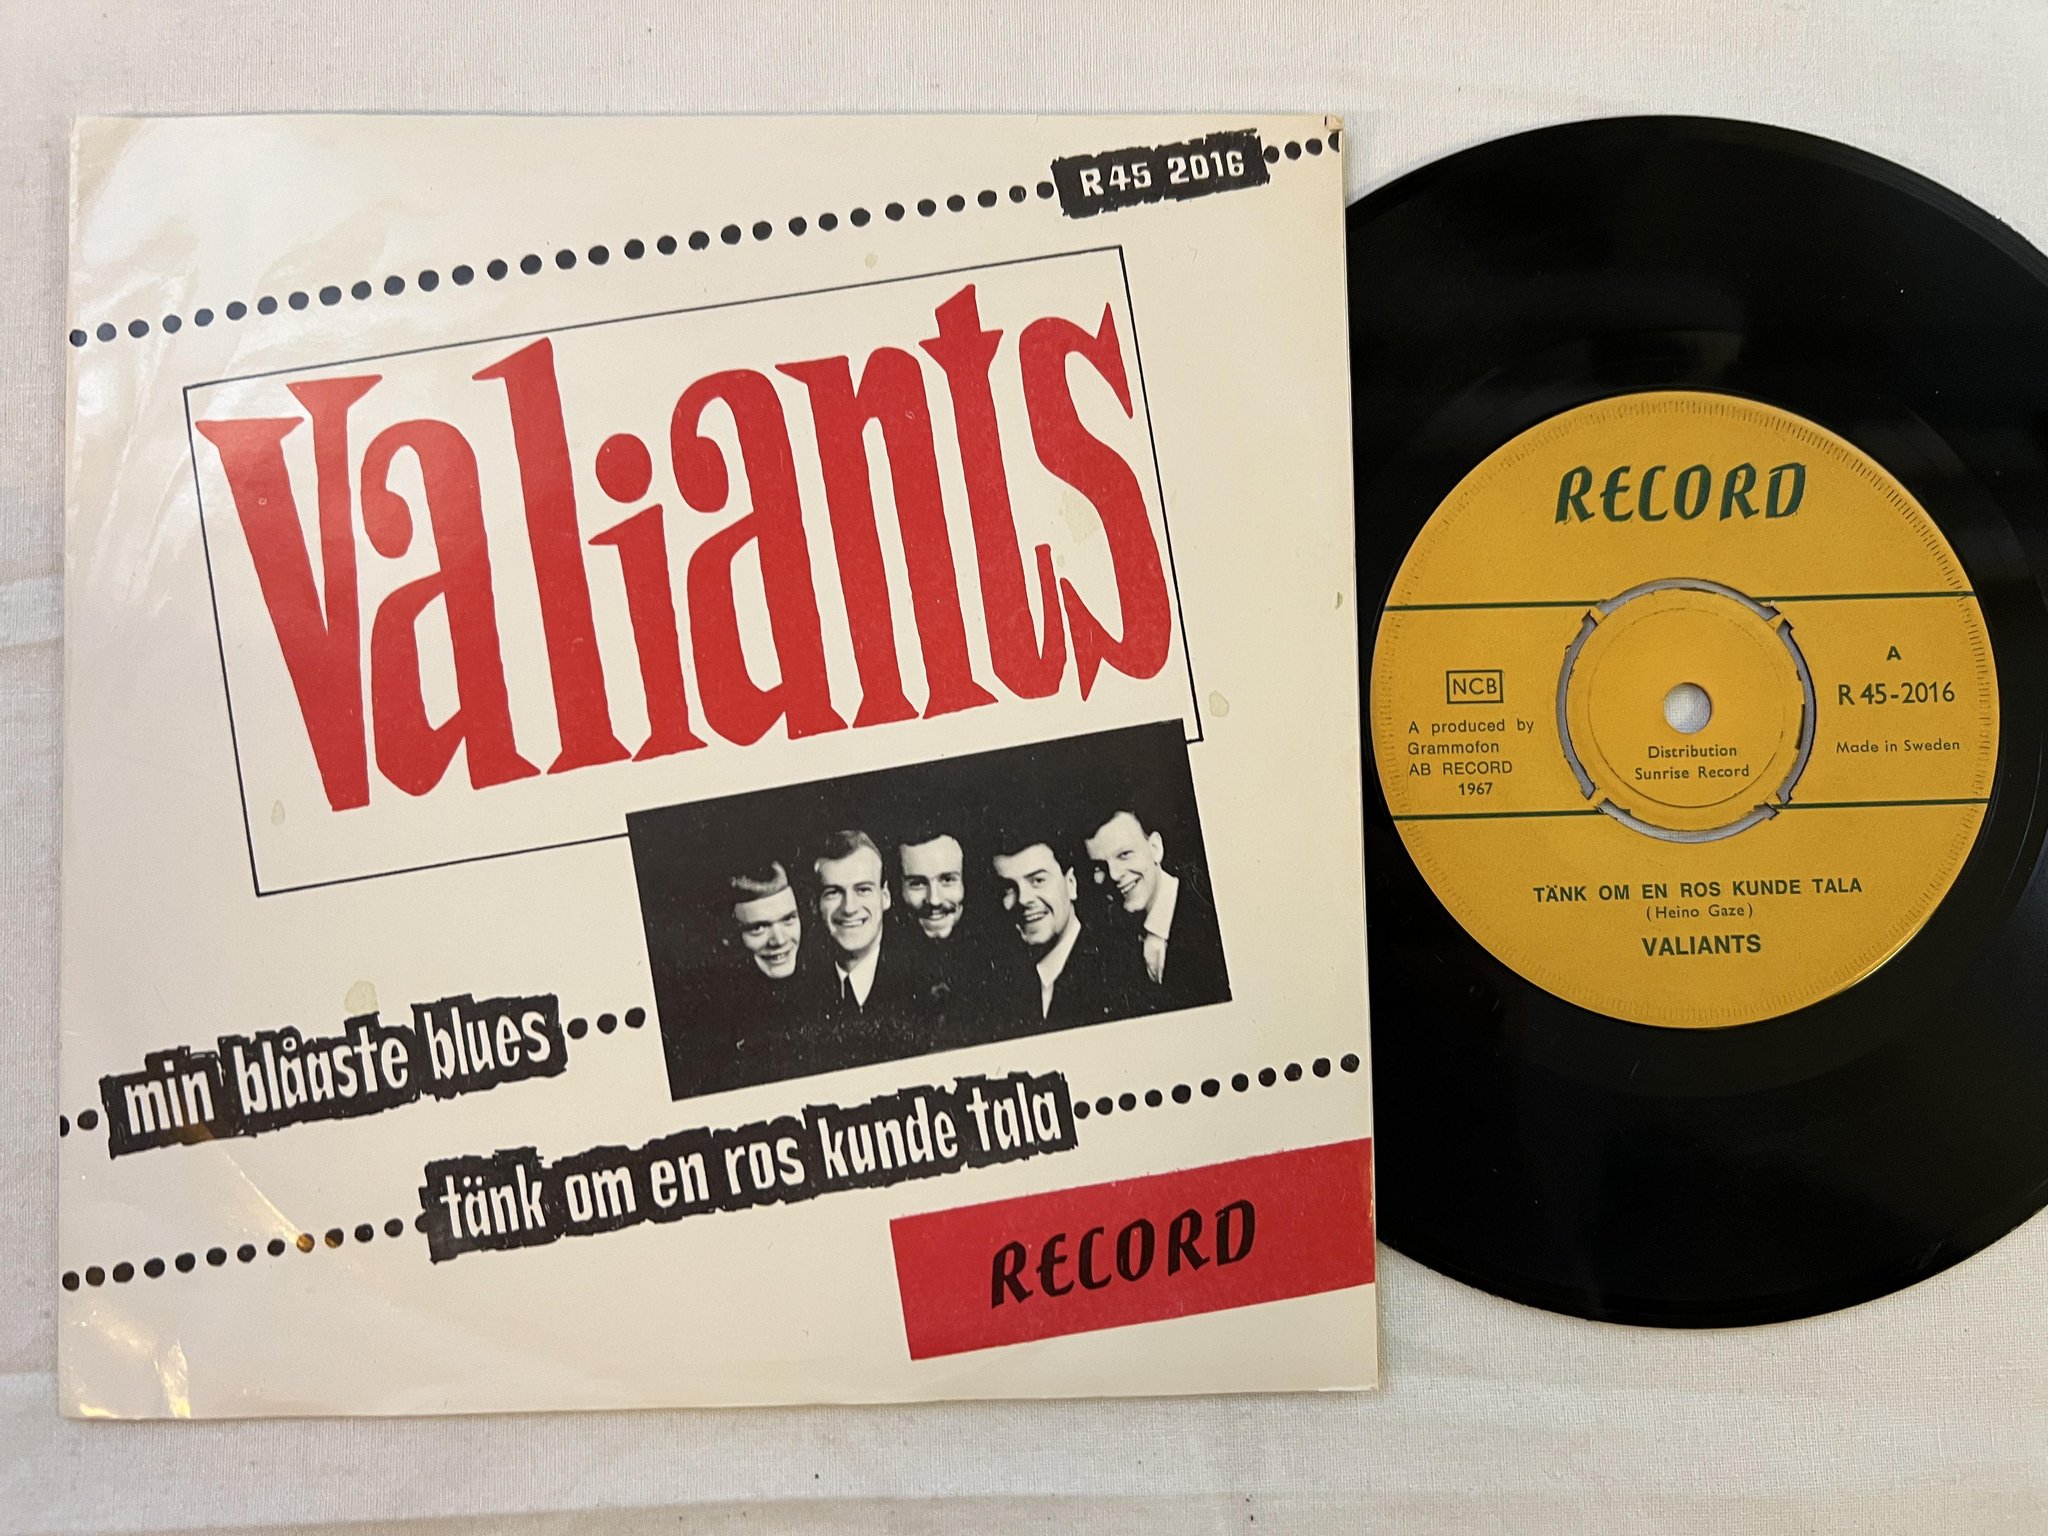 R 45 2016
Valiants
min blåaste blues
tänk om en ros kunde tala
RECORD
RECORD
NCB
A produced by
Grammofon
AB RECORD
1967
Distribution
Sunrise Record
A
R 45-2016
Made in Sweden
TÄNK OM EN ROS KUNDE TALA
(Heino Gaze)
VALIANTS